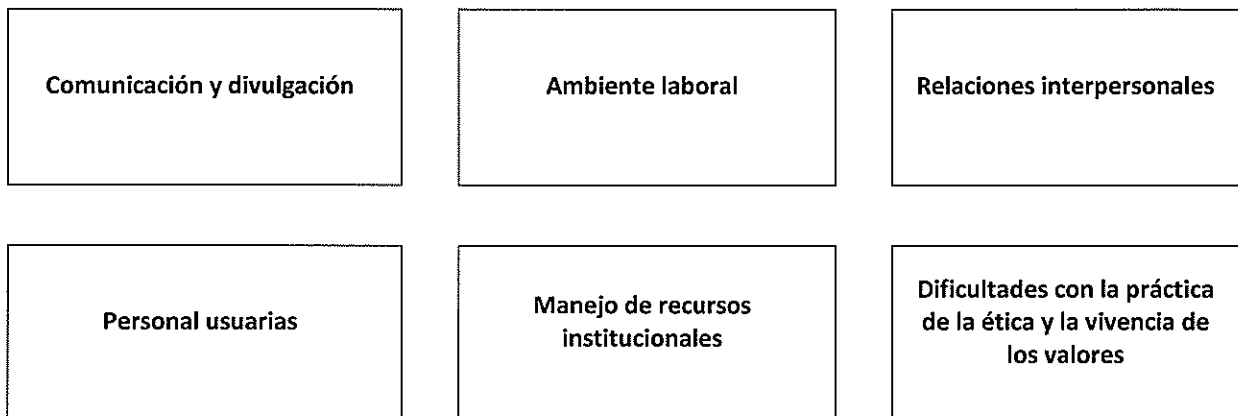 Comunicación y divulgación
Ambiente laboral
Relaciones interpersonales
Personal usuarias
Manejo de recursos
institucionales
Dificultades con la práctica
de la ética y la vivencia de
los valores